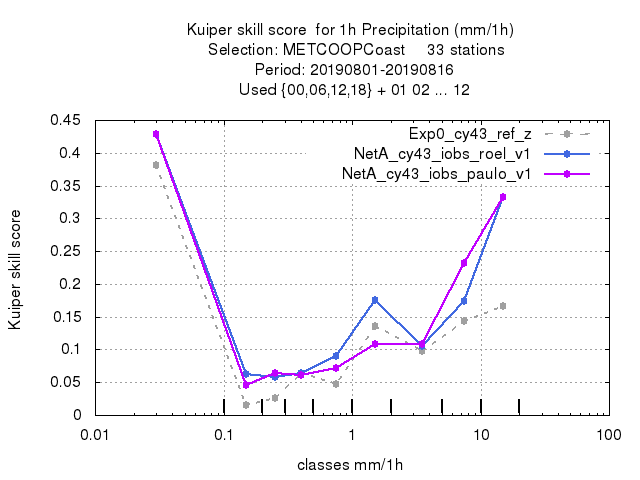 Kuiper skill score  for 1h Precipitation (mm/1h)
Selection: METCOOPCoast     33 stations
Period: 20190801-20190816
Used {00,06,12,18} + 01 02 ... 12
Exp0_cy43_ref_z
NetA_cy43_iobs_roel_v1
NetA_cy43_iobs_paulo_v1
Kuiper skill score
0.45
0.4
0.35
0.3
0.25
0.2
0.15
0.1
0.05
0
0.01 0.1 1 10 100
classes mm/1h